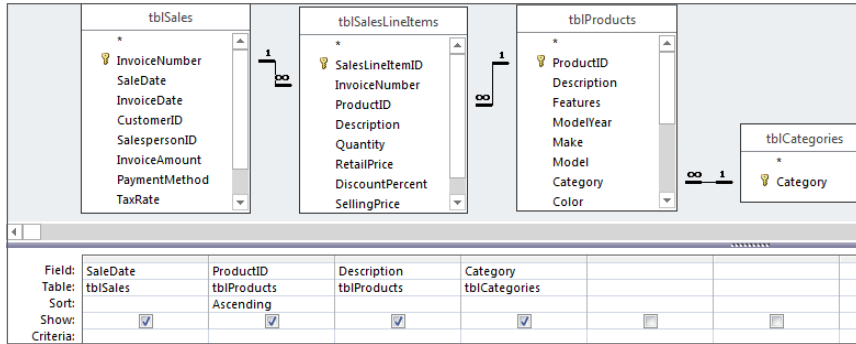 tblSales
*
InvoiceNumber
SaleDate
InvoiceDate
CustomerID
SalespersonID
InvoiceAmount
PaymentMethod
TaxRate
1
∞
tblSalesLineItems
*
SalesLineItemID
InvoiceNumber
ProductID
Description
Quantity
RetailPrice
DiscountPercent
SellingPrice
1
∞
tblProducts
*
ProductID
Description
Features
ModelYear
Make
Model
Category
Color
∞ 1
tblCategories
*
Category
Field: SaleDate ProductID Description Category
Table: tblSales tblProducts tblProducts tblCategories
Sort: Ascending
Show:
Criteria: